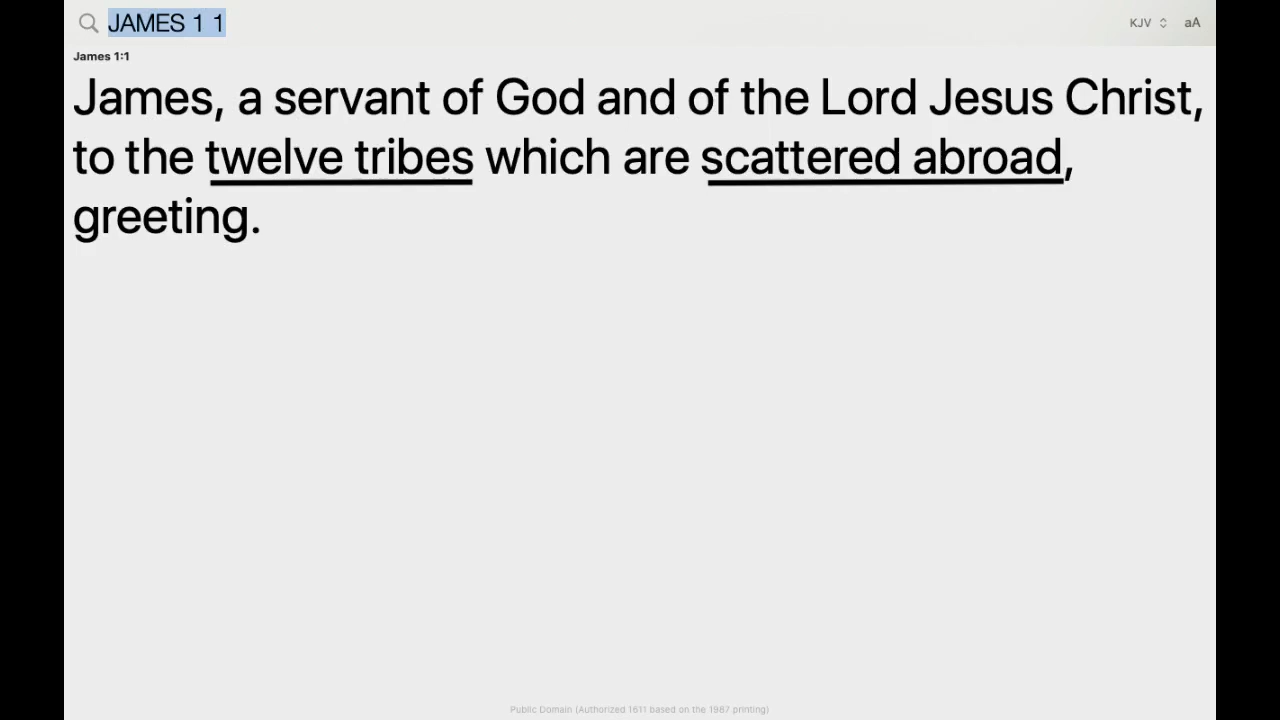 JAMES 1 1
KJV aA
James 1:1
James, a servant of God and of the Lord Jesus Christ,
to the twelve tribes which are scattered abroad,
greeting.
Public Domain (Authorized 1611 based on the 1987 printing)